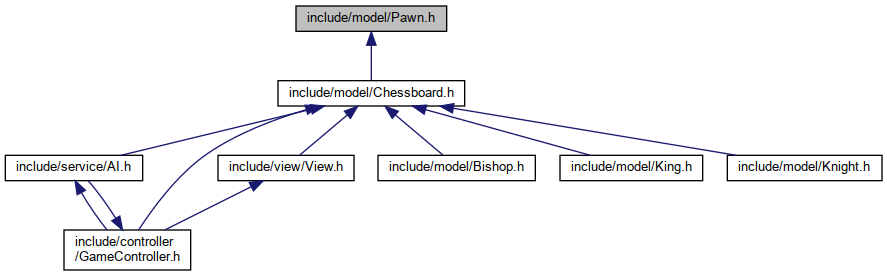 include/model/Pawn.h
include/model/Chessboard.h
include/service/AI.h
include/view/View.h
include/model/Bishop.h
include/model/King.h
include/model/Knight.h
include/controller
/GameController.h